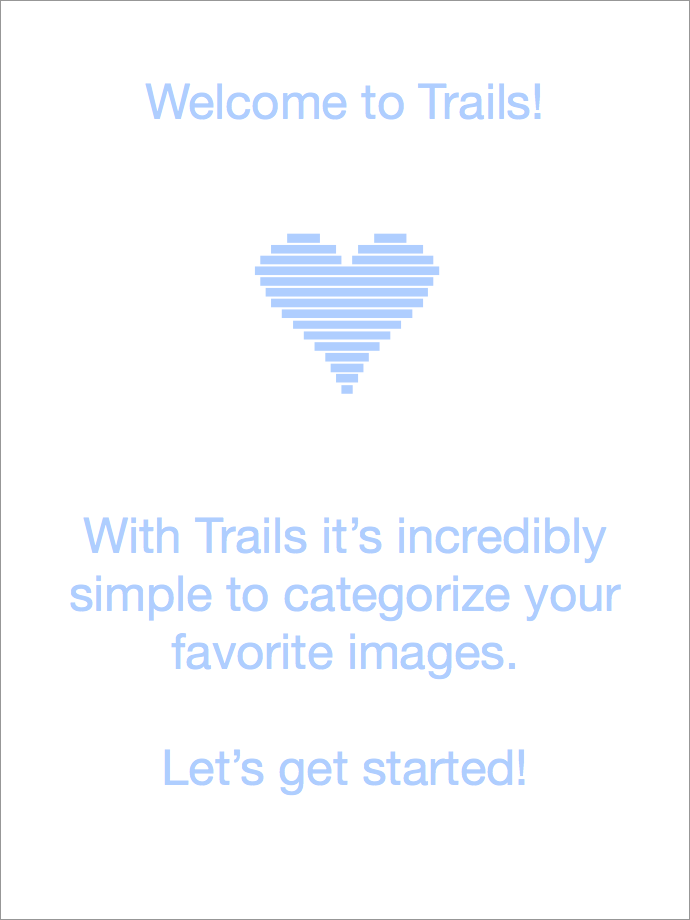 Welcome to Trails!
With Trails it’s incredibly
simple to categorize your
favorite images.
Let’s get started!